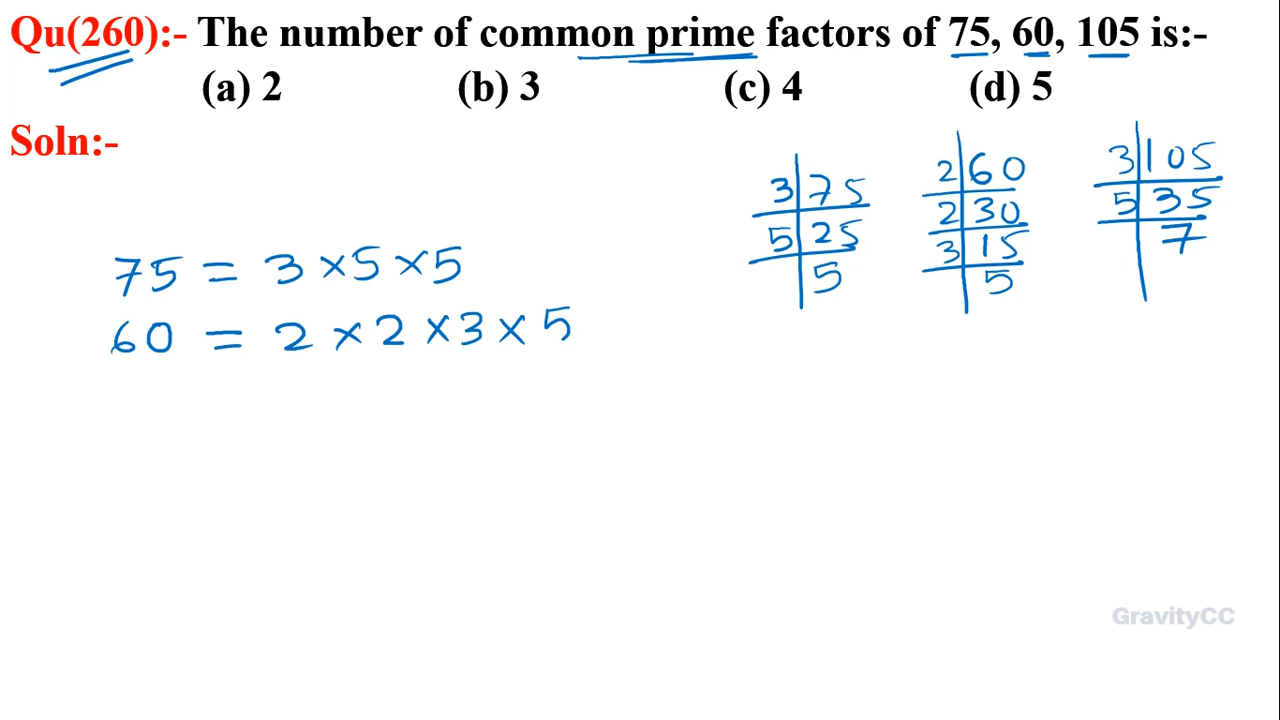 Qu(260):- The number of common prime factors of 75, 60, 105 is:-
(a) 2 (b) 3 (c) 4 (d) 5
Soln:-
3 75
5 25
5
2 60
2 30
3 15
5
3 105
5 35
7
75 = 3 × 5 × 5
60 = 2 × 2 × 3 × 5
GravityCC